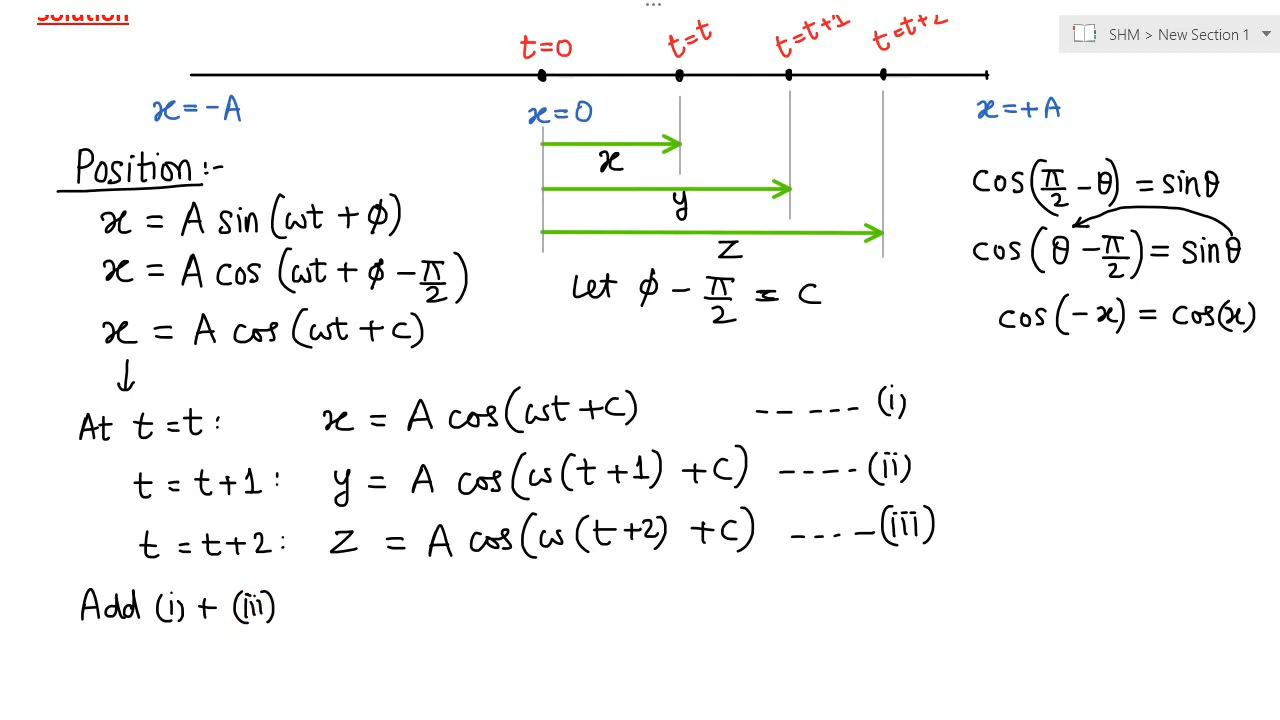 Solution
SHM > New Section 1
t=0 t=t t=t+1 t=t+2
x=-A x=0 x=+A
x
y
z
Position :-
x = A sin(ωt + ϕ)
x = A cos(ωt + ϕ - π/2)
x = A cos(ωt + c)
Let ϕ - π/2 = c
cos(π/2 - θ) = sinθ
cos(θ - π/2) = sinθ
cos(-x) = cos(x)
At t=t: x = A cos(ωt+c) ------ (i)
t = t+1: y = A cos(ω(t+1) +c) ---- (ii)
t = t+2: z = A cos(ω(t+2) +c) ---- (iii)
Add (i) + (iii)